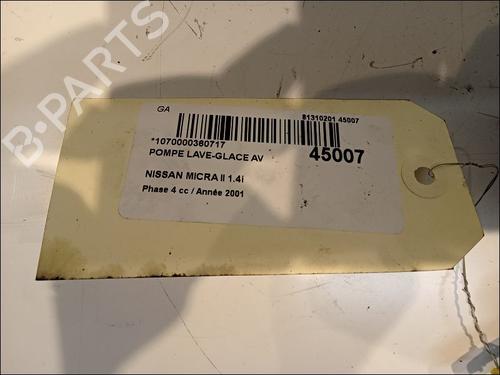 B-PARTS
GA
81310201 45007
*1070000360717
POMPE LAVE-GLACE AV
45007
NISSAN MICRA II 1.4i
Phase 4 cc / Année 2001